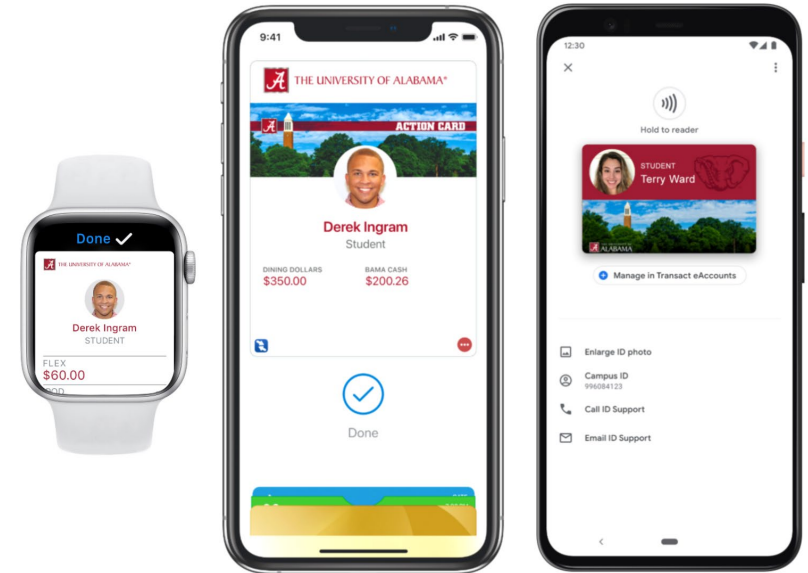 Done
THE UNIVERSITY OF ALABAMA®
Derek Ingram
STUDENT
FLEX
$60.00
9:41
A THE UNIVERSITY OF ALABAMA®
A ACTION CARD
Derek Ingram
Student
DINING DOLLARS BAMA CASH
$350.00 $200.26
Done
12:30
Hold to reader
STUDENT
Terry Ward
ALABAMA
Manage in Transact eAccounts
Enlarge ID photo
Campus ID
996084123
Call ID Support
Email ID Support